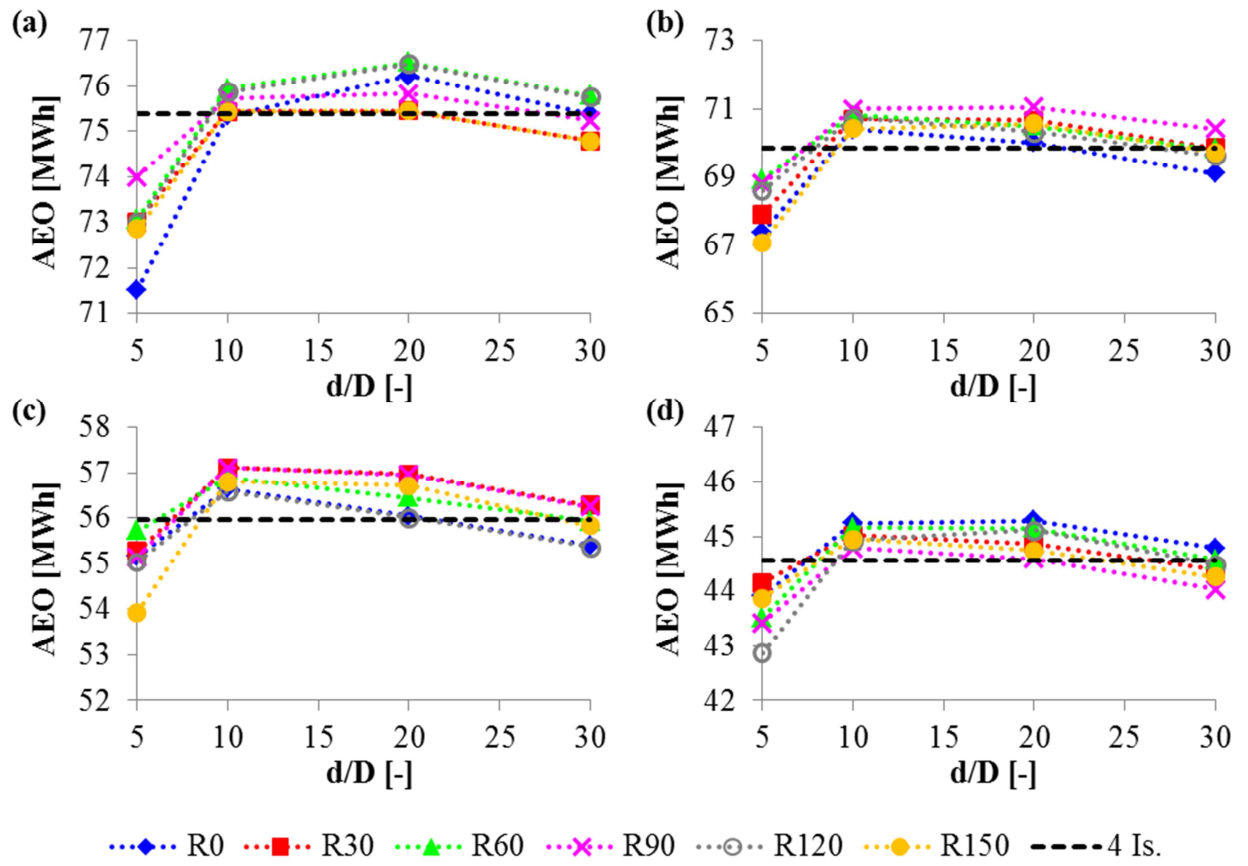 (a)
77
76
75
74
73
72
71
AEO [MWh]
5 10 15 20 25 30
d/D [-]
(b)
73
71
69
67
65
AEO [MWh]
5 10 15 20 25 30
d/D [-]
(c)
58
57
56
55
54
53
52
AEO [MWh]
5 10 15 20 25 30
d/D [-]
(d)
47
46
45
44
43
42
AEO [MWh]
5 10 15 20 25 30
d/D [-]
R0 R30 R60 R90 R120 R150 4 Is.